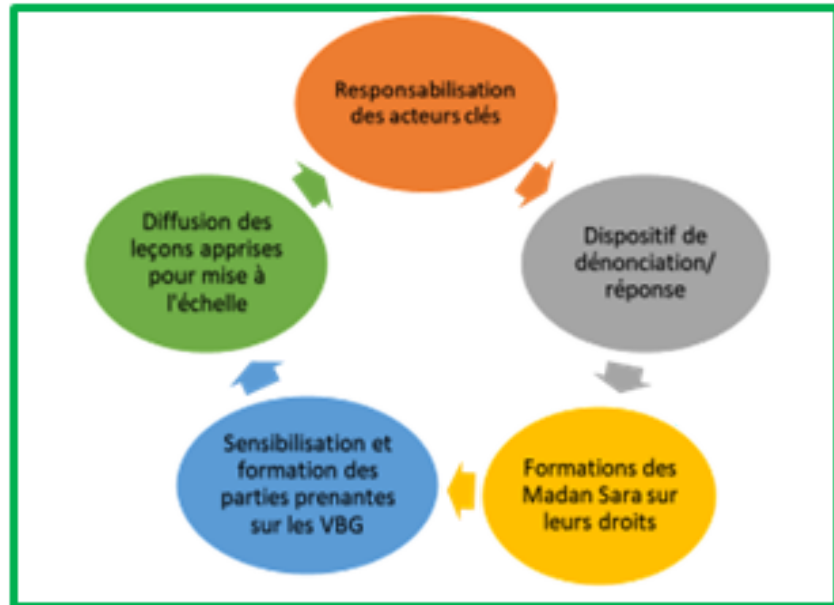 Responsabilisation
des acteurs clés
Dispositif de
dénonciation/
réponse
Formations des
Madan Sara sur
leurs droits
Sensibilisation et
formation des
parties prenantes
sur les VBG
Diffusion des
leçons apprises
pour mise à
l'échelle